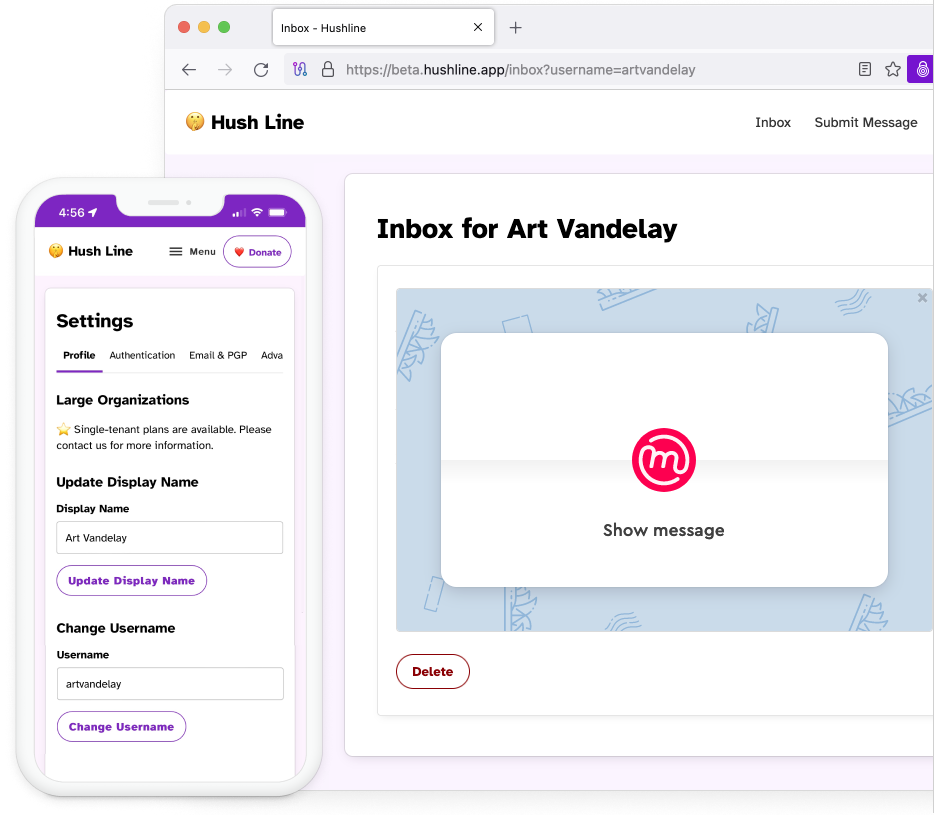 Inbox - Hushline
https://beta.hushline.app/inbox?username=artvandelay
Hush Line
Inbox
Submit Message
Inbox for Art Vandelay
Show message
Delete
4:56
Hush Line
Menu
Donate
Settings
Profile
Authentication
Email & PGP
Adva
Large Organizations
⭐ Single-tenant plans are available. Please
contact us for more information.
Update Display Name
Display Name
Art Vandelay
Update Display Name
Change Username
Username
artvandelay
Change Username